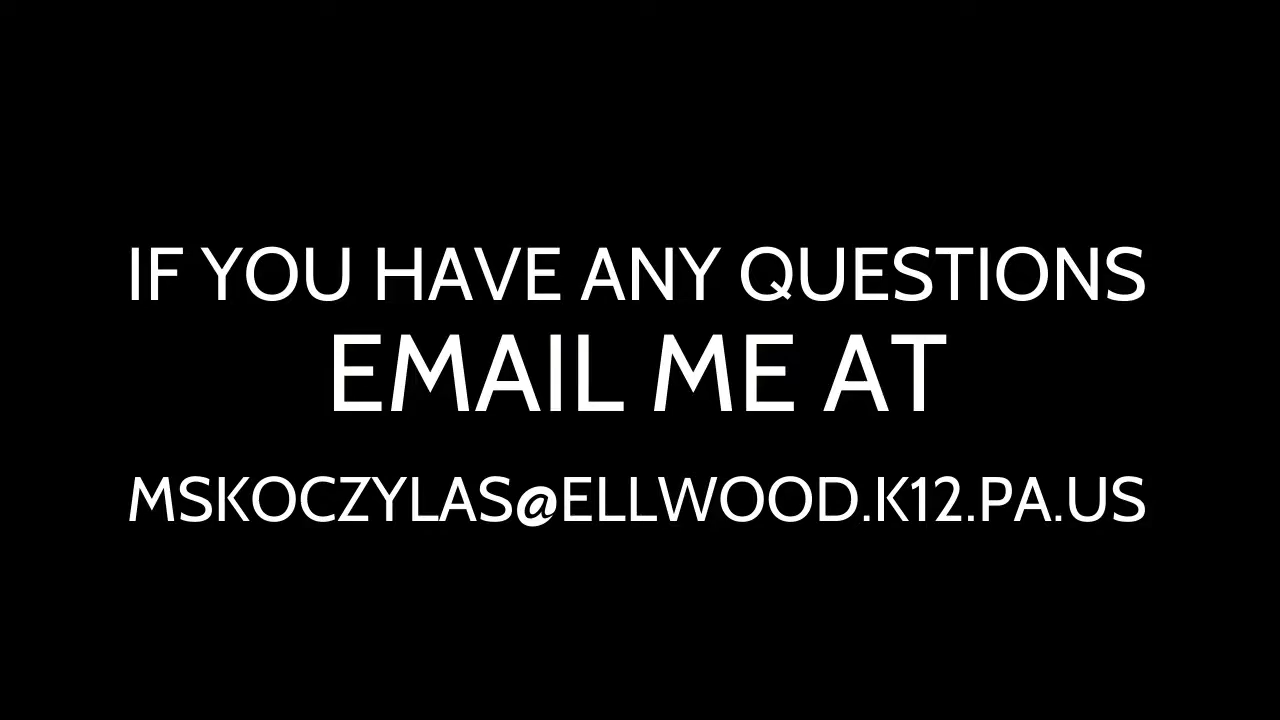 IF YOU HAVE ANY QUESTIONS
EMAIL ME AT
MSKOCZYLAS@ELLWOOD.K12.PA.US